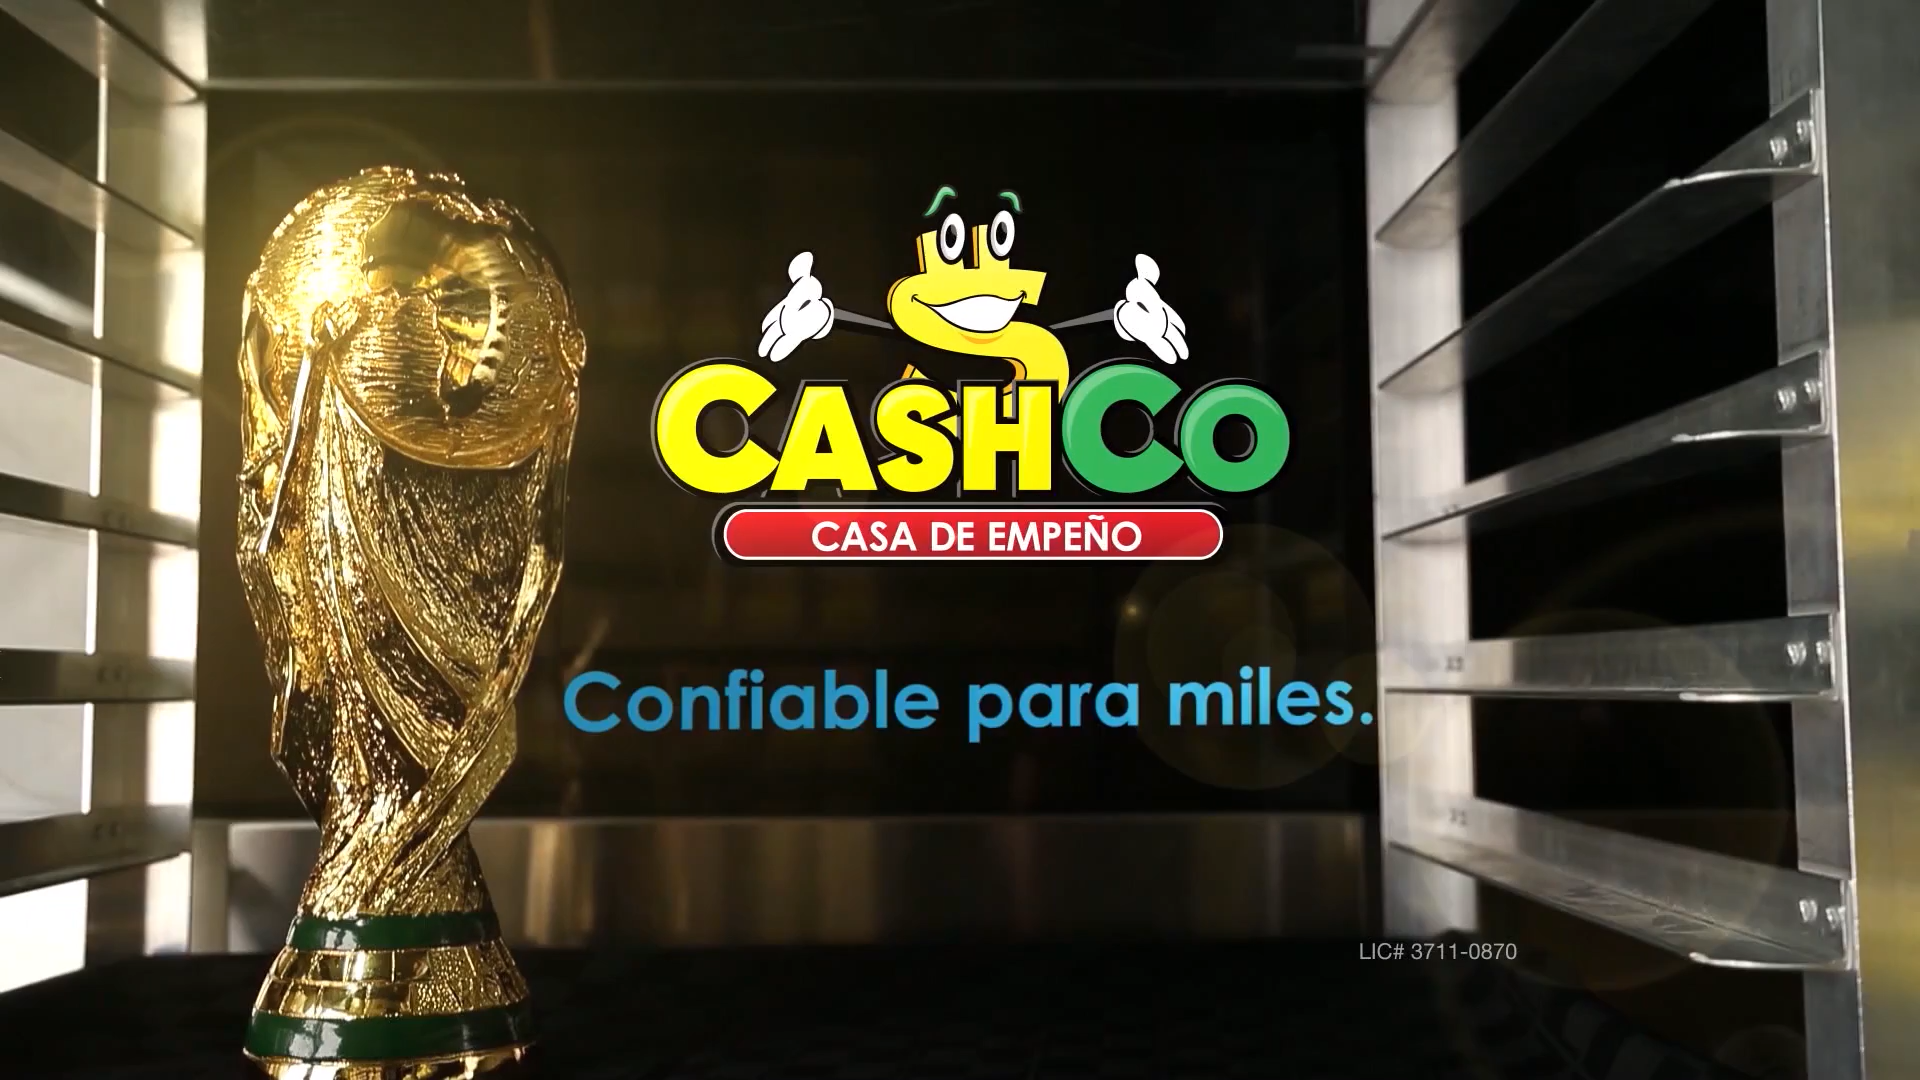 CASHCO
CASA DE EMPEÑO
Confiable para miles.
LIC# 3711-0870